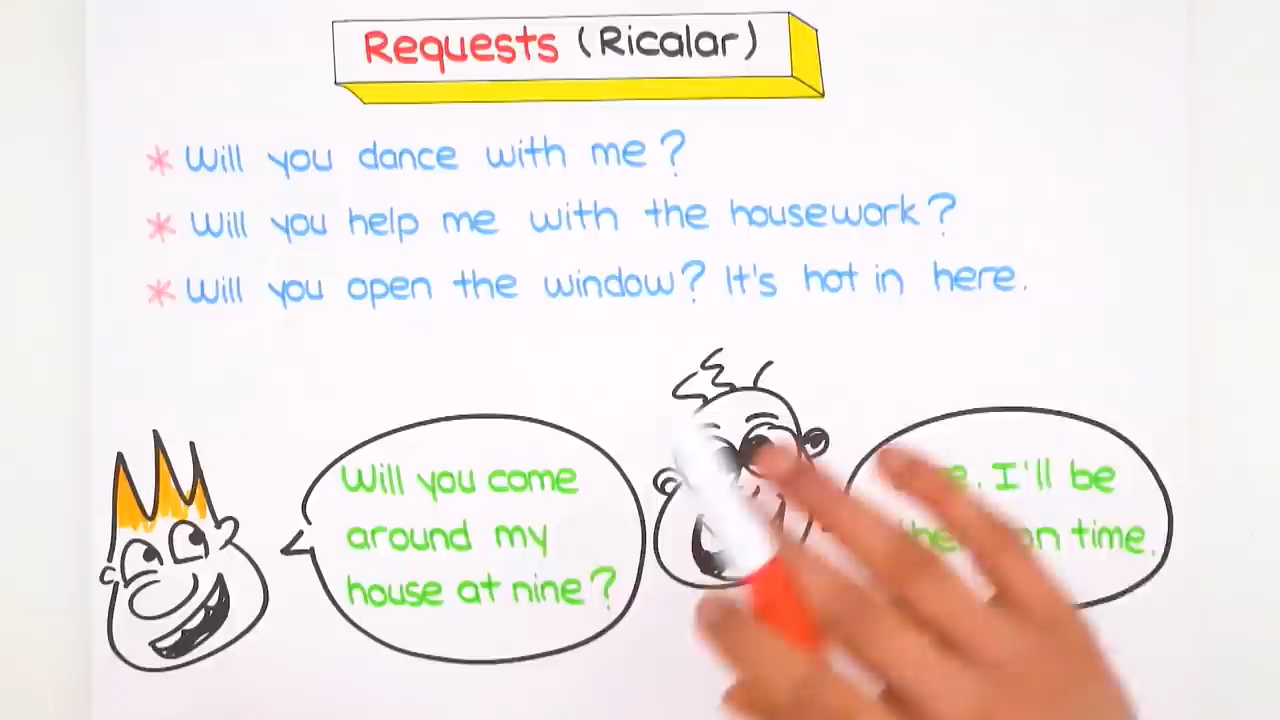 Requests (Ricalar)
* Will you dance with me?
* Will you help me with the housework?
* Will you open the window? It's hot in here.
Will you come
around my
house at nine?
I'll be
on time.